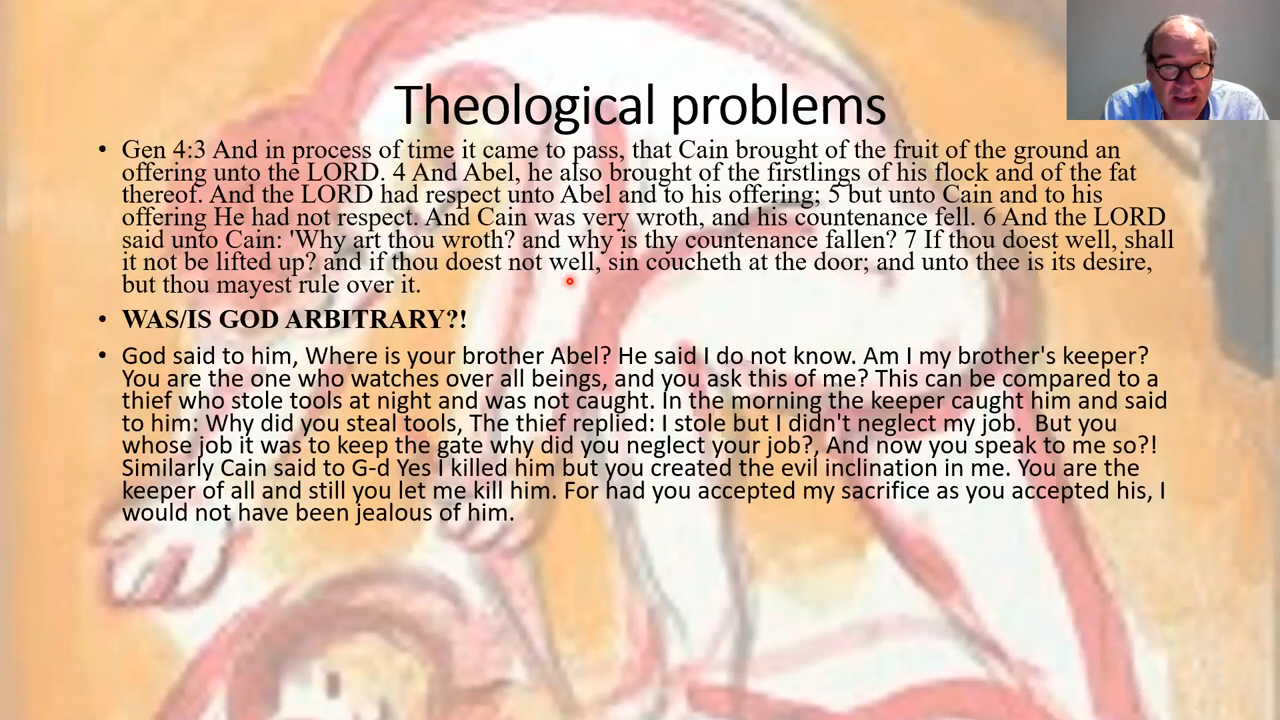 Theological problems
• Gen 4:3 And in process of time it came to pass, that Cain brought of the fruit of the ground an
offering unto the LORD. 4 And Abel, he also brought of the firstlings of his flock and of the fat
thereof. And the LORD had respect unto Abel and to his offering; 5 but unto Cain and to his
offering He had not respect. And Cain was very wroth, and his countenance fell. 6 And the LORD
said unto Cain: 'Why art thou wroth? and why is thy countenance fallen? 7 If thou doest well, shall
it not be lifted up? and if thou doest not well, sin coucheth at the door; and unto thee is its desire,
but thou mayest rule over it.
• WAS/IS GOD ARBITRARY?!
• God said to him, Where is your brother Abel? He said I do not know. Am I my brother's keeper?
You are the one who watches over all beings, and you ask this of me? This can be compared to a
thief who stole tools at night and was not caught. In the morning the keeper caught him and said
to him: Why did you steal tools, The thief replied: I stole but I didn't neglect my job. But you
whose job it was to keep the gate why did you neglect your job?, And now you speak to me so?!
Similarly Cain said to G-d Yes I killed him but you created the evil inclination in me. You are the
keeper of all and still you let me kill him. For had you accepted my sacrifice as you accepted his, I
would not have been jealous of him.